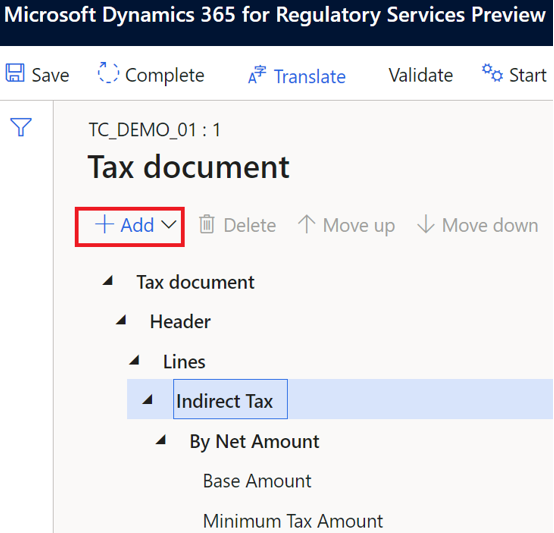 Microsoft Dynamics 365 for Regulatory Services Preview
Save Complete Translate Validate Start
TC_DEMO_01 : 1
Tax document
Add Delete Move up Move down
Tax document
Header
Lines
Indirect Tax
By Net Amount
Base Amount
Minimum Tax Amount